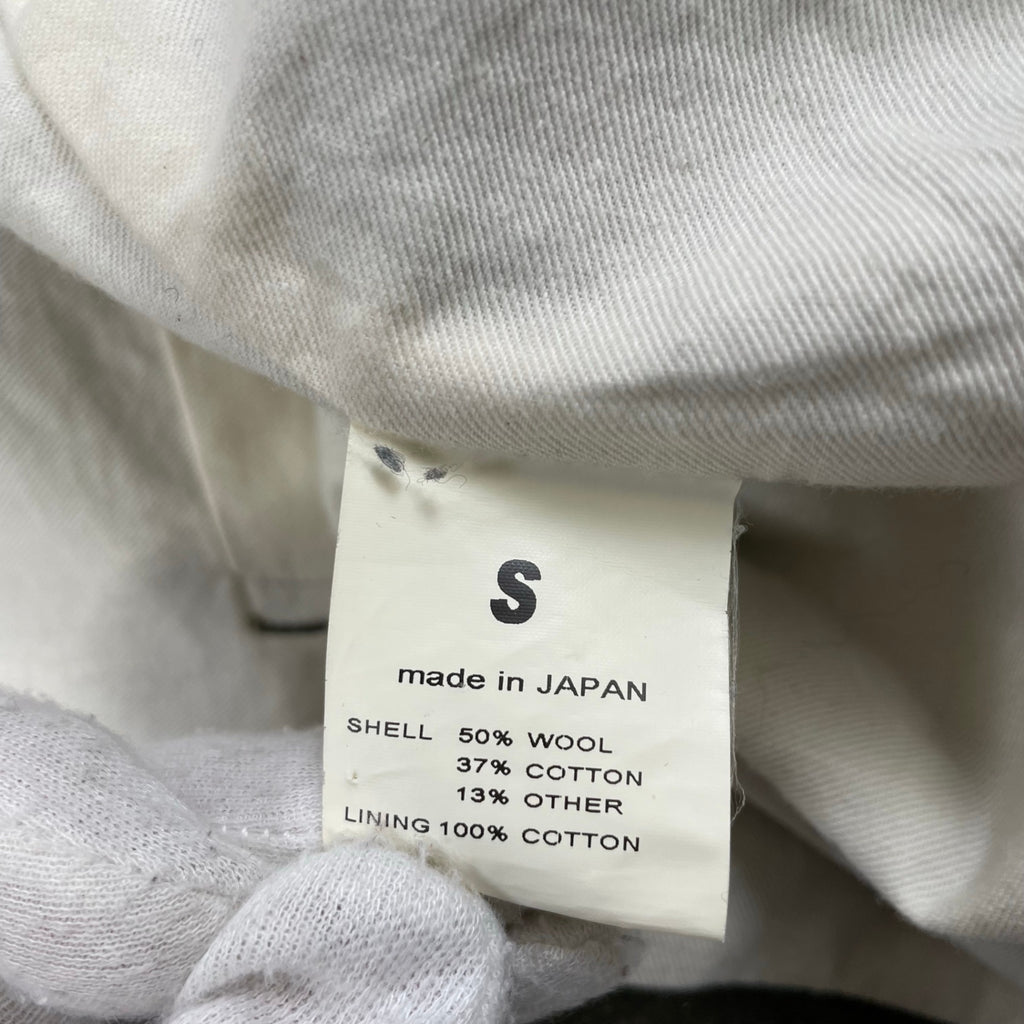 S
made in JAPAN
SHELL 50% WOOL
37% COTTON
13% OTHER
LINING 100% COTTON